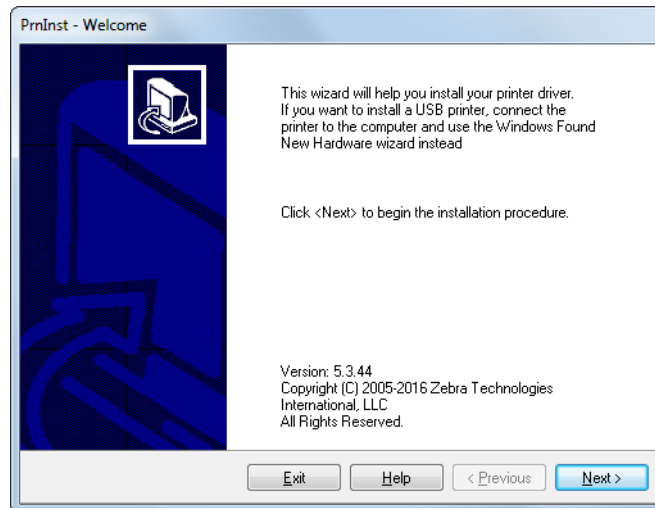 PrnInst - Welcome
This wizard will help you install your printer driver.
If you want to install a USB printer, connect the
printer to the computer and use the Windows Found
New Hardware wizard instead
Click <Next> to begin the installation procedure.
Version: 5.3.44
Copyright (C) 2005-2016 Zebra Technologies
International, LLC
All Rights Reserved.
Exit Help < Previous Next >